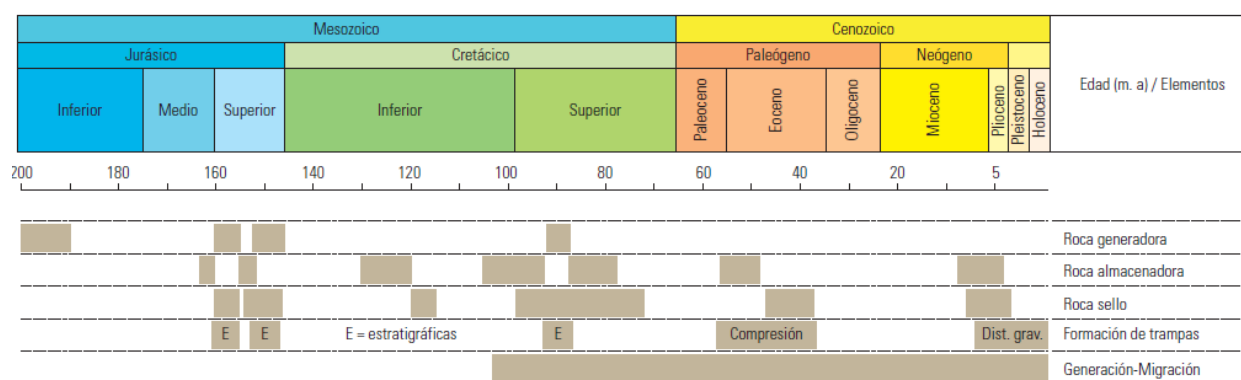 Mesozoico Cenozoico
Jurásico Cretácico Paleógeno Neógeno
Inferior Medio Superior Inferior Superior Paleoceno Eoceno Oligoceno Mioceno Plioceno Pleistoceno Holoceno Edad (m. a) / Elementos
200 180 160 140 120 100 80 60 40 20 5
Roca generadora
Roca almacenadora
Roca sello
E E E = estratigráficas E Compresión Dist. grav. Formación de trampas
Generación-Migración